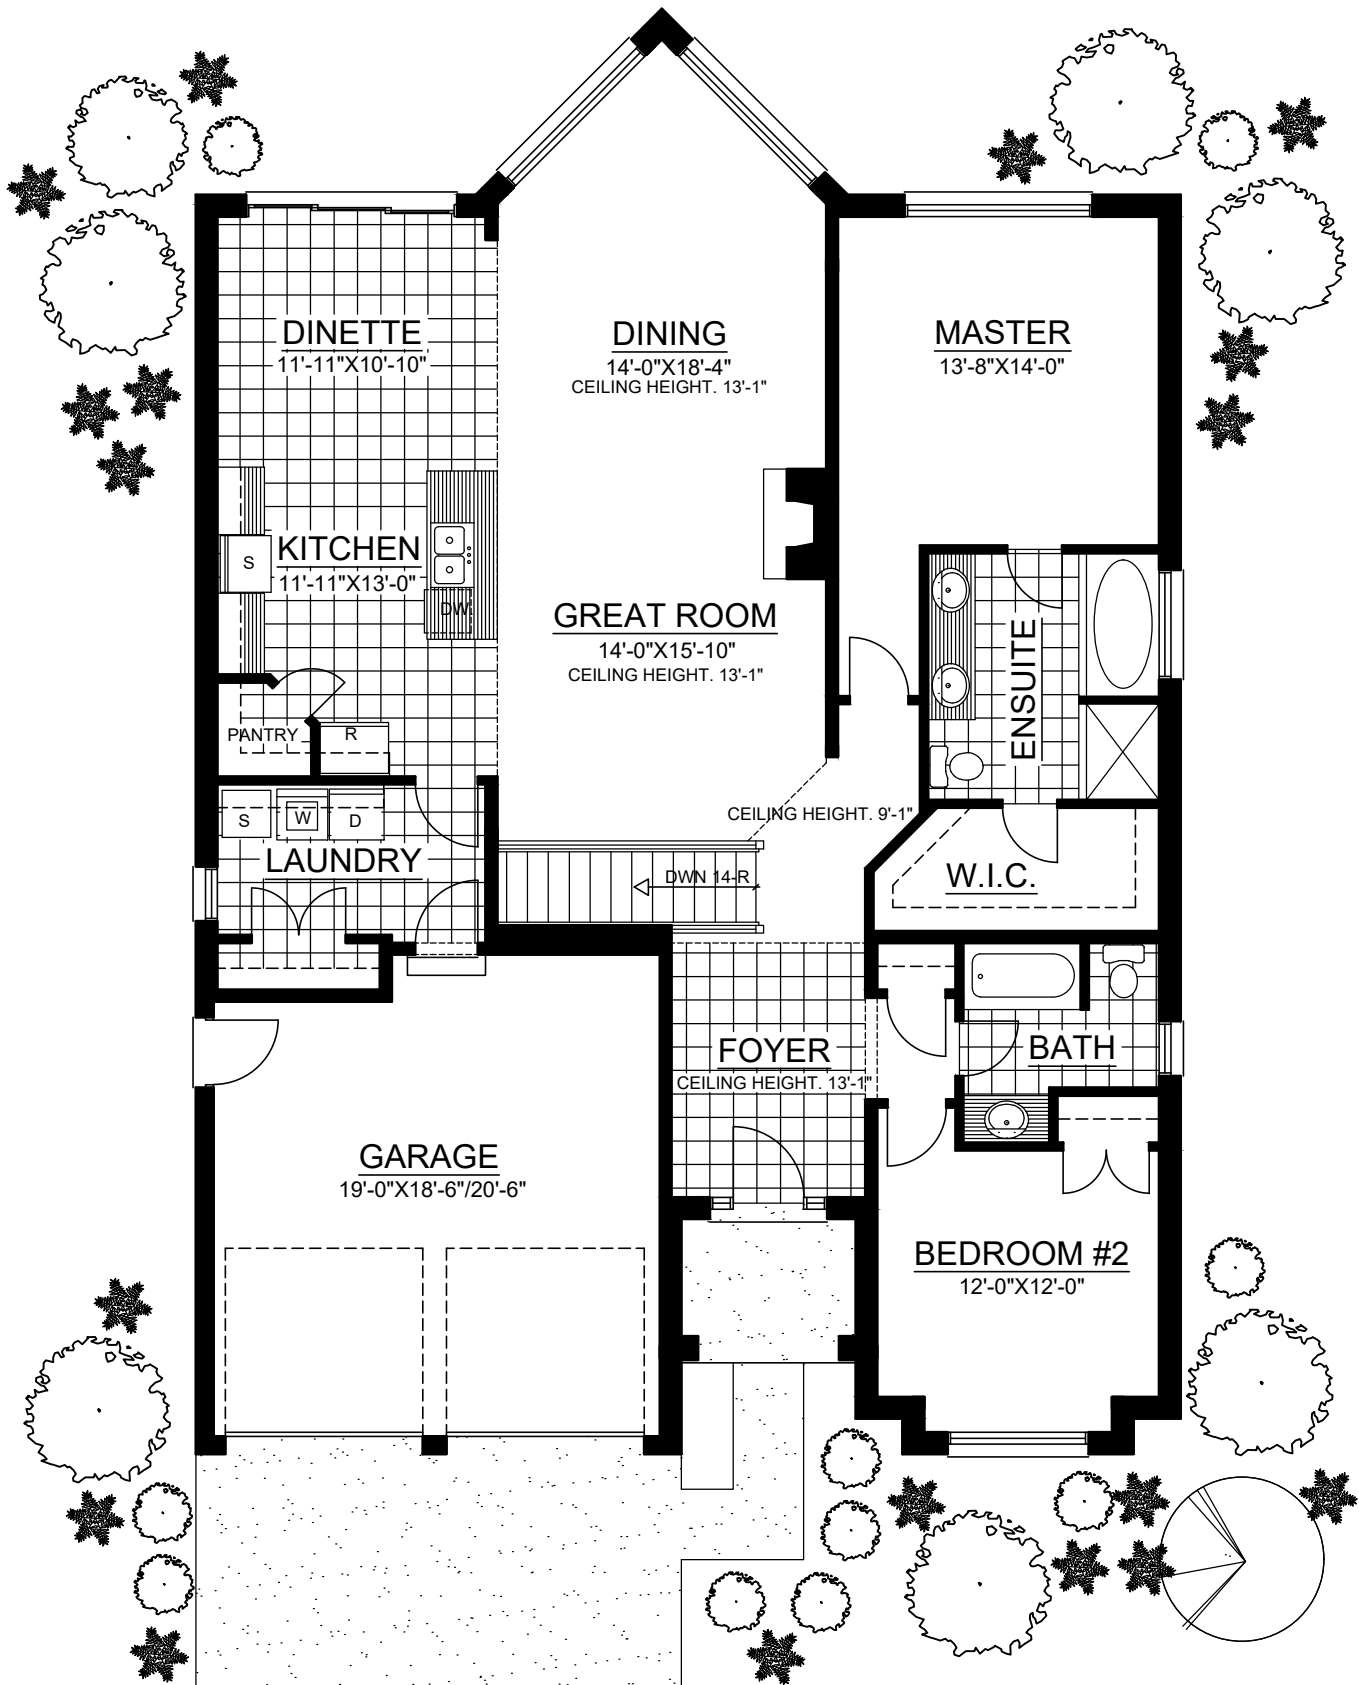 DINETTE
11'-11"X10'-10"
DINING
14'-0"X18'-4"
CEILING HEIGHT. 13'-1"
MASTER
13'-8"X14'-0"
KITCHEN
11'-11"X13'-0"
S
DW
GREAT ROOM
14'-0"X15'-10"
CEILING HEIGHT. 13'-1"
ENSUITE
PANTRY
R
CEILING HEIGHT. 9'-1"
S
W
D
LAUNDRY
DWN 14-R
W.I.C.
FOYER
CEILING HEIGHT. 13'-1"
BATH
GARAGE
19'-0"X18'-6"/20'-6"
BEDROOM #2
12'-0"X12'-0"